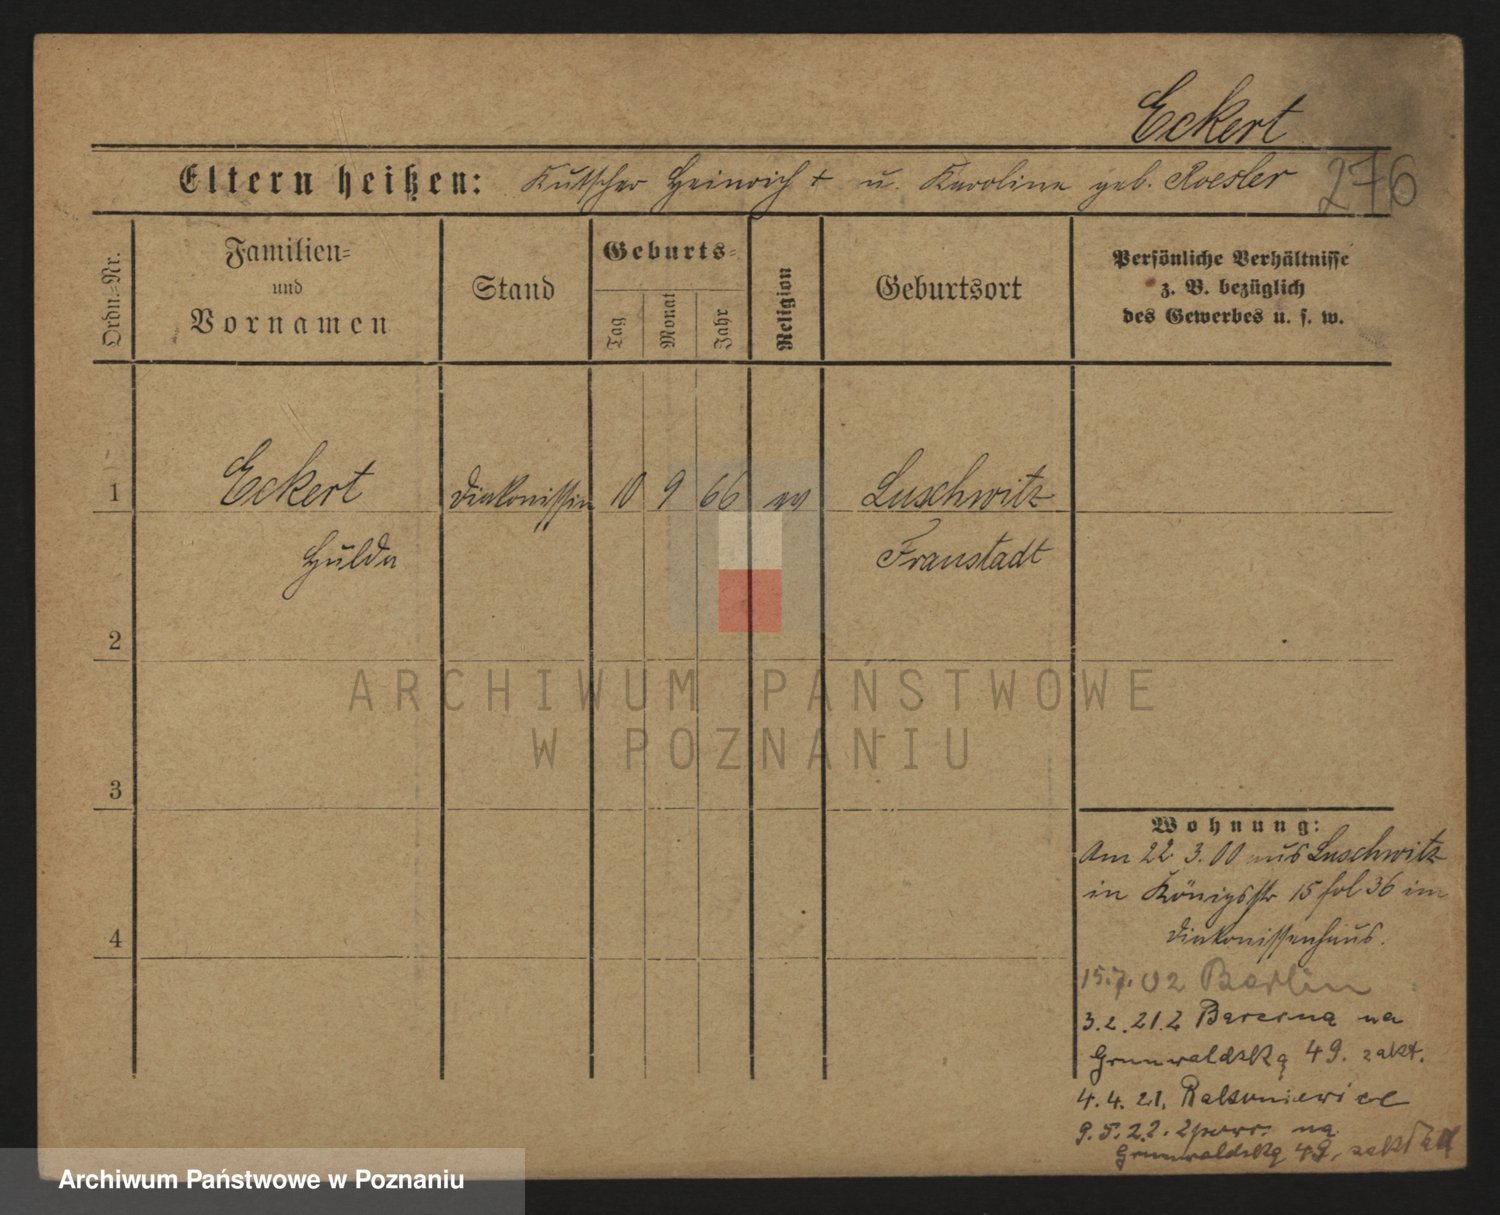 Eckert
Eltern heißen: Kutscher Heinrich + u. Karoline geb. Roesler 276
Ordn.-Nr.
Familien-
und
Vornamen
Stand
Geburts-
Tag
Monat
Jahr
Religion
Geburtsort
Persönliche Verhältnisse
z. B. bezüglich
des Gewerbes u. s. w.
1 Eckert Diakonissin 10 9 66 ev Luschwitz
Hulda Fraustadt
2
3
4
Wohnung:
Am 22. 3. 00 aus Luschwitz
in Königsstr 15 fol 36 im
Diakonissenhaus.
15.7.02 Berlin
3.2.21. z na
Grunwaldzką 49. zakł.
4.4.21. Rakoniewice
9.5.22. zpowr. na
Grunwaldzką 49,
ARCHIWUM PAŃSTWOWE
W POZNANIU
Archiwum Państwowe w Poznaniu